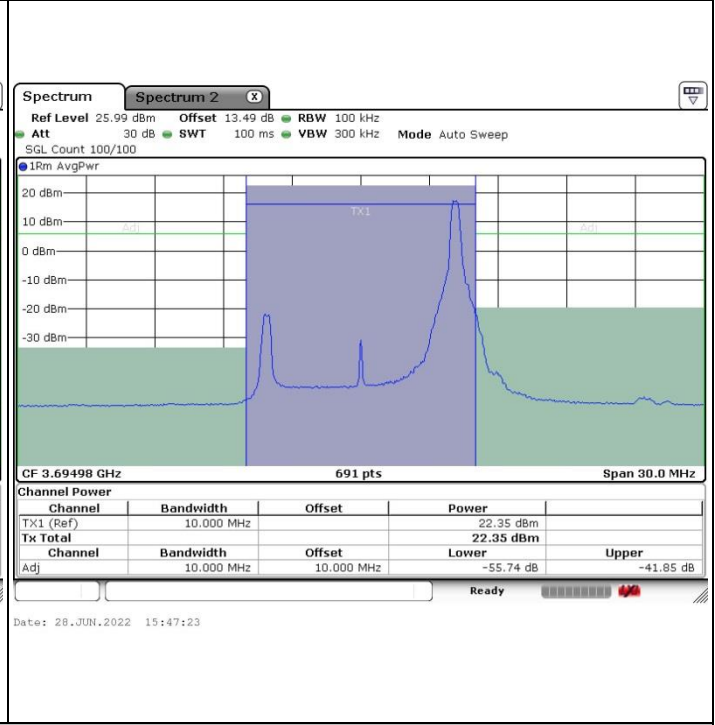 Spectrum Spectrum 2 X
Ref Level 25.99 dBm Offset 13.49 dB RBW 100 kHz
Att 30 dB SWT 100 ms VBW 300 kHz Mode Auto Sweep
SGL Count 100/100
1Rm AvgPwr
20 dBm
TX1
10 dBm
Adj Adj
0 dBm
-10 dBm
-20 dBm
-30 dBm
CF 3.69498 GHz 691 pts Span 30.0 MHz
Channel Power
Channel Bandwidth Offset Power
TX1 (Ref) 10.000 MHz 22.35 dBm
Tx Total 22.35 dBm
Channel Bandwidth Offset Lower Upper
Adj 10.000 MHz 10.000 MHz -55.74 dB -41.85 dB
Ready
Date: 28.JUN.2022 15:47:23